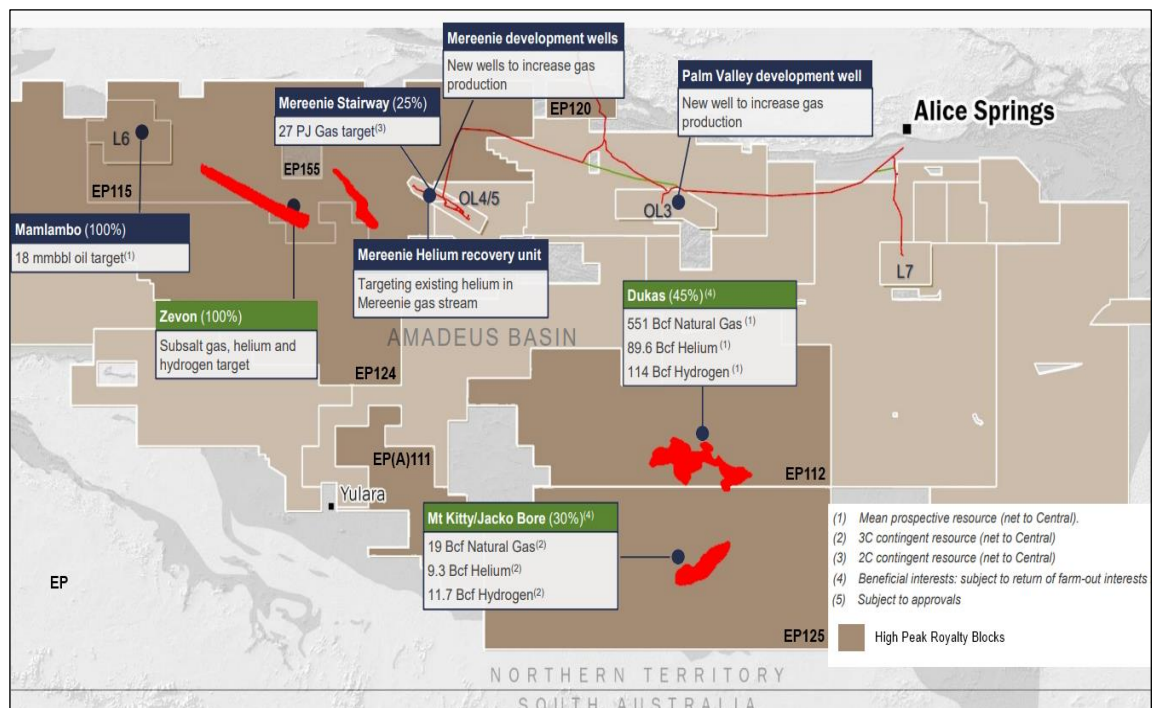 Mereenie development wells
New wells to increase gas
production
Palm Valley development well
New well to increase gas
production
Mereenie Stairway (25%)
27 PJ Gas target(3)
EP120
Alice Springs
L6
EP155
EP115
OL4/5
OL3
L7
Mamlambo (100%)
18 mmbbl oil target(1)
Mereenie Helium recovery unit
Targeting existing helium in
Mereenie gas stream
Zevon (100%)
Subsalt gas, helium and
hydrogen target
AMADEUS BASIN
Dukas (45%)(4)
551 Bcf Natural Gas (1)
89.6 Bcf Helium (1)
114 Bcf Hydrogen (1)
EP124
EP(A)111
EP112
Yulara
Mt Kitty/Jacko Bore (30%)(4)
19 Bcf Natural Gas(2)
9.3 Bcf Helium(2)
11.7 Bcf Hydrogen(2)
EP
EP125
(1) Mean prospective resource (net to Central).
(2) 3C contingent resource (net to Central)
(3) 2C contingent resource (net to Central)
(4) Beneficial interests: subject to return of farm-out interests
(5) Subject to approvals
High Peak Royalty Blocks
NORTHERN TERRITORY
SOUTH AUSTRALIA